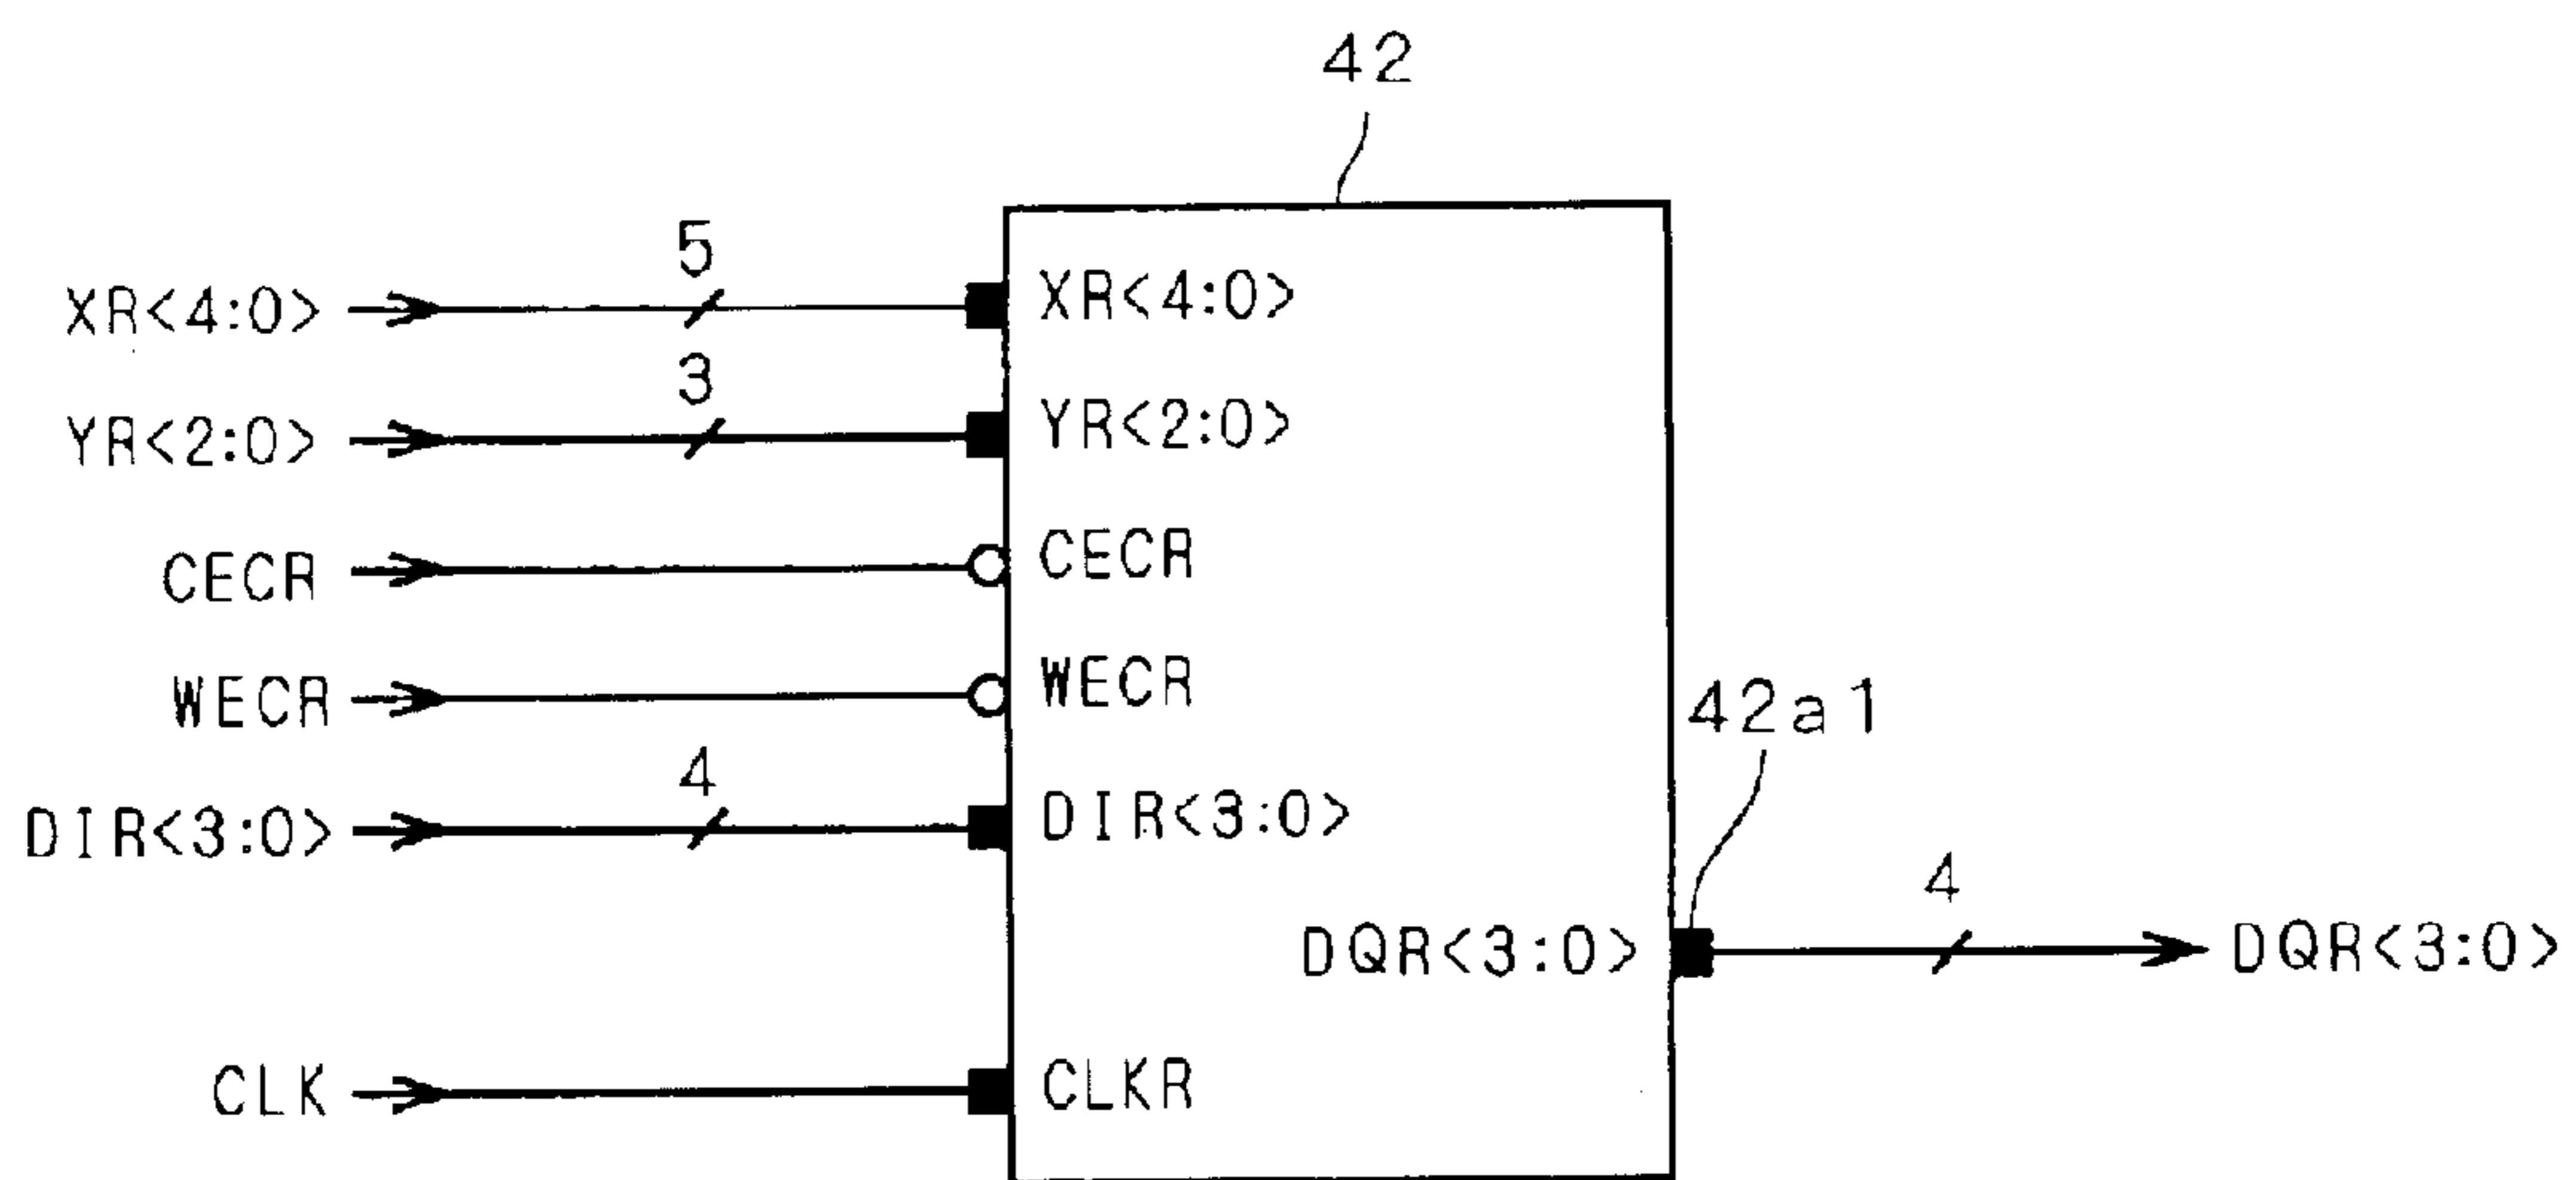 42
5
XR<4:0>
XR<4:0>
3
YR<2:0>
YR<2:0>
CECR
CECR
WECR
WECR
42a1
4
DIR<3:0>
DIR<3:0>
4
DQR<3:0>
DQR<3:0>
CLK
CLKR